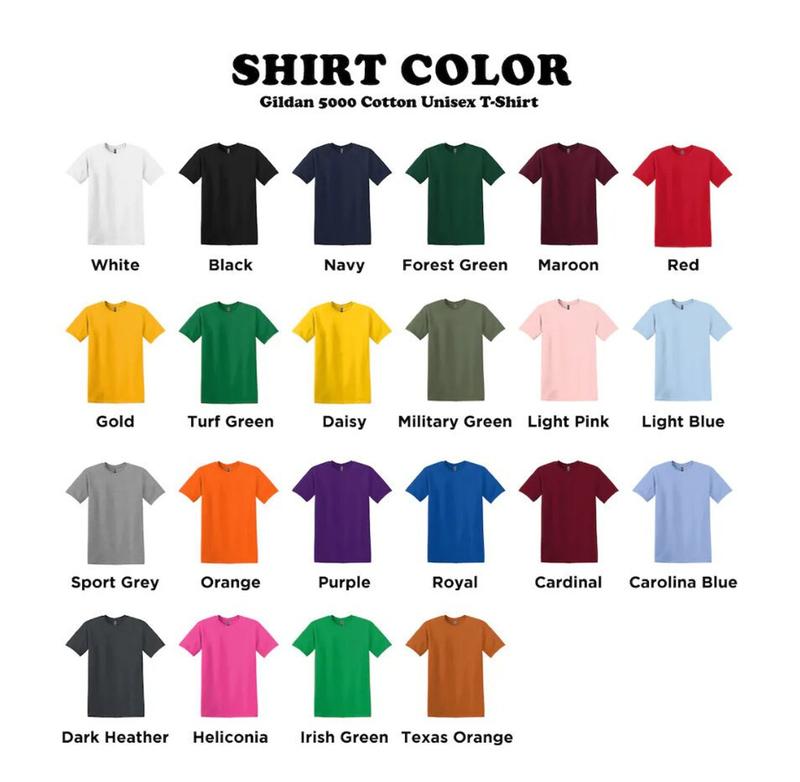 SHIRT COLOR
Gildan 5000 Cotton Unisex T-Shirt
White Black Navy Forest Green Maroon Red
Gold Turf Green Daisy Military Green Light Pink Light Blue
Sport Grey Orange Purple Royal Cardinal Carolina Blue
Dark Heather Heliconia Irish Green Texas Orange